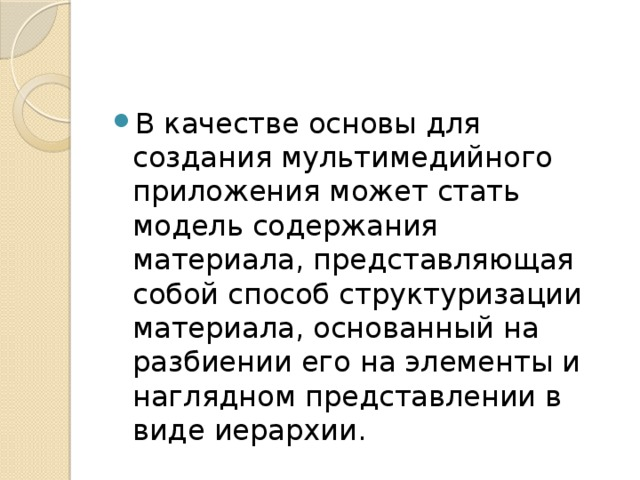 В качестве основы для
создания мультимедийного
приложения может стать
модель содержания
материала, представляющая
собой способ структуризации
материала, основанный на
разбиении его на элементы и
наглядном представлении в
виде иерархии.